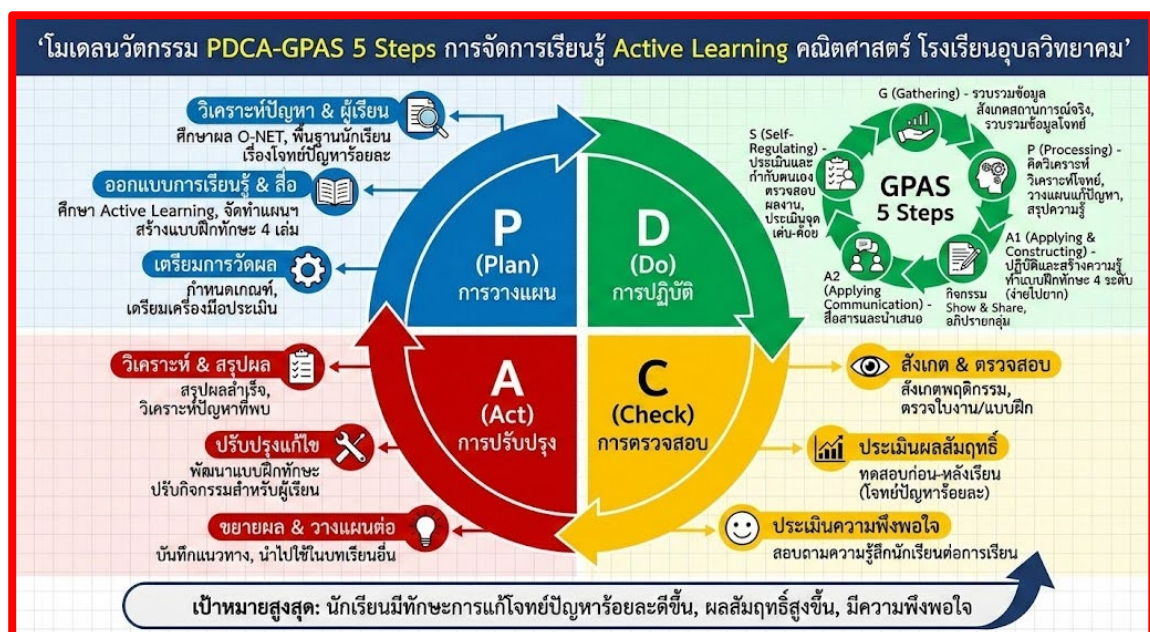 ‘โมเดลนวัตกรรม PDCA-GPAS 5 Steps การจัดการเรียนรู้ Active Learning คณิตศาสตร์ โรงเรียนอุบลวิทยาคม’
วิเคราะห์ปัญหา & ผู้เรียน
ศึกษาผล O-NET, พื้นฐานนักเรียน
เรื่องโจทย์ปัญหาร้อยละ
ออกแบบการเรียนรู้ & สื่อ
ศึกษา Active Learning, จัดทำแผนฯ
สร้างแบบฝึกทักษะ 4 เล่ม
เตรียมการวัดผล
กำหนดเกณฑ์,
เตรียมเครื่องมือประเมิน
P
(Plan)
การวางแผน
D
(Do)
การปฏิบัติ
G (Gathering) - รวบรวมข้อมูล
สังเกตสถานการณ์จริง,
รวบรวมข้อมูลโจทย์
P (Processing) -
คิดวิเคราะห์
วิเคราะห์โจทย์,
วางแผนแก้ปัญหา,
สรุปความรู้
A1 (Applying &
Constructing) -
ปฏิบัติและสร้างความรู้
ทำแบบฝึกทักษะ 4 ระดับ
(ง่ายไปยาก)
กิจกรรม
Show & Share,
อภิปรายกลุ่ม
A2
(Applying
Communication) -
สื่อสารและนำเสนอ
S (Self-
Regulating) -
ประเมินและ
กำกับตนเอง
ตรวจสอบ
ผลงาน,
ประเมินจุด
เด่น-ด้อย
GPAS
5 Steps
วิเคราะห์ & สรุปผล
สรุปผลสำเร็จ,
วิเคราะห์ปัญหาที่พบ
ปรับปรุงแก้ไข
พัฒนาแบบฝึกทักษะ
ปรับกิจกรรมสำหรับผู้เรียน
ขยายผล & วางแผนต่อ
บันทึกแนวทาง, นำไปใช้ในบทเรียนอื่น
A
(Act)
การปรับปรุง
C
(Check)
การตรวจสอบ
สังเกต & ตรวจสอบ
สังเกตพฤติกรรม,
ตรวจใบงาน/แบบฝึก
ประเมินผลสัมฤทธิ์
ทดสอบก่อน-หลังเรียน
(โจทย์ปัญหาร้อยละ)
ประเมินความพึงพอใจ
สอบถามความรู้สึกนักเรียนต่อการเรียน
เป้าหมายสูงสุด: นักเรียนมีทักษะการแก้โจทย์ปัญหาร้อยละดีขึ้น, ผลสัมฤทธิ์สูงขึ้น, มีความพึงพอใจ